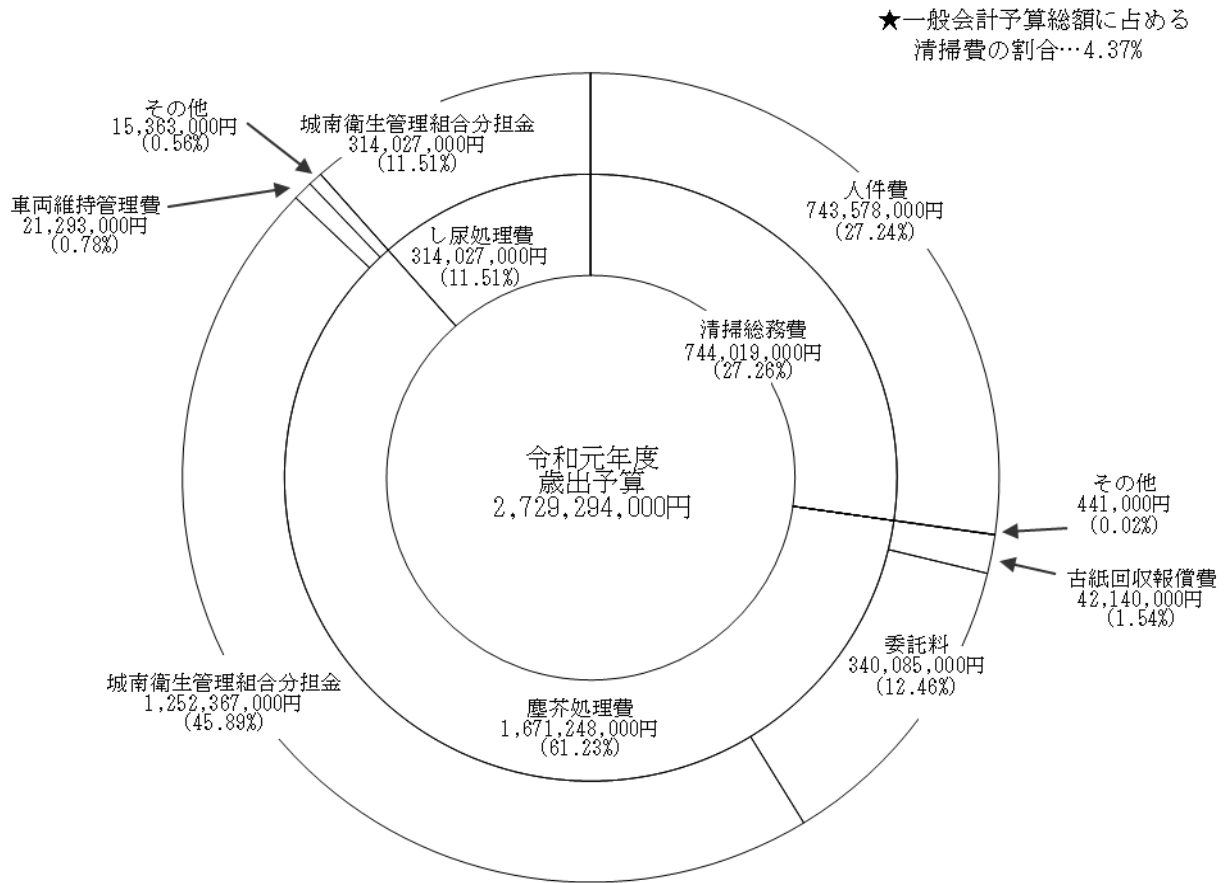 ★一般会計予算総額に占める
清掃費の割合…4.37%
その他
15,363,000円
(0.56%)
城南衛生管理組合分担金
314,027,000円
(11.51%)
車両維持管理費
21,293,000円
(0.78%)
人件費
743,578,000円
(27.24%)
し尿処理費
314,027,000円
(11.51%)
清掃総務費
744,019,000円
(27.26%)
令和元年度
歳出予算
2,729,294,000円
その他
441,000円
(0.02%)
古紙回収報償費
42,140,000円
(1.54%)
委託料
340,085,000円
(12.46%)
城南衛生管理組合分担金
1,252,367,000円
(45.89%)
塵芥処理費
1,671,248,000円
(61.23%)